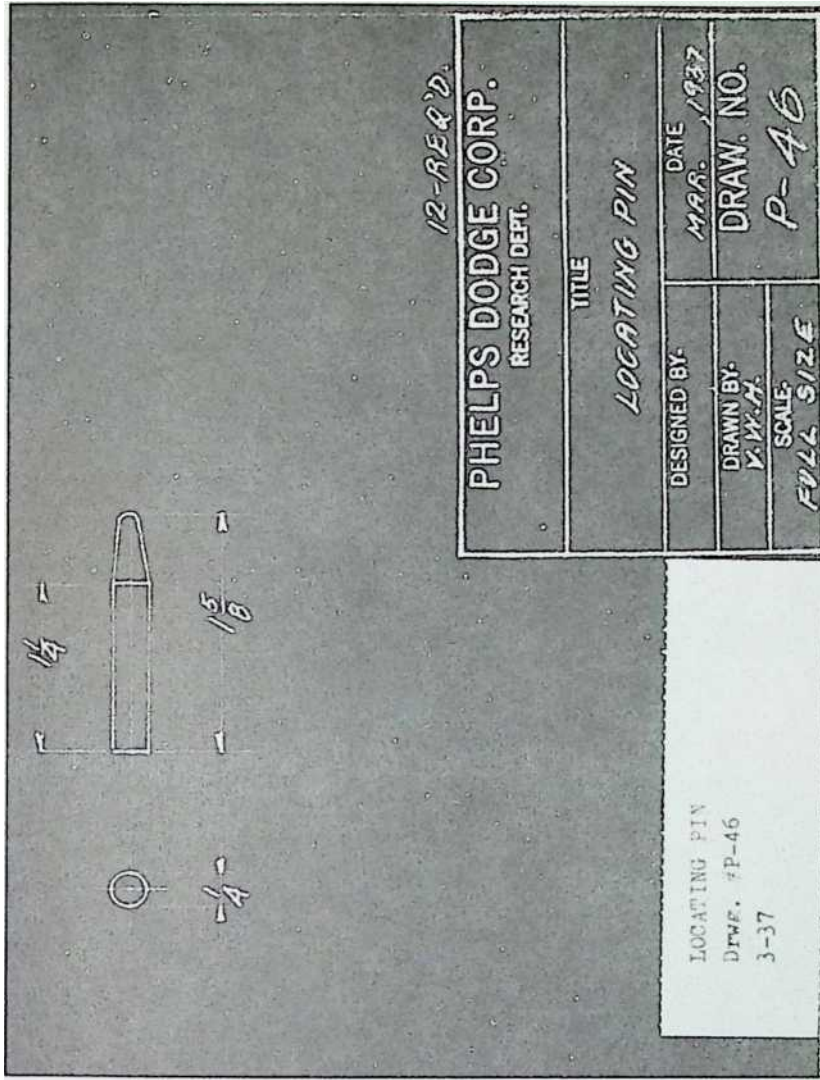 1/4
1 1/4
1 5/8
12-REQ'D.
PHELPS DODGE CORP.
RESEARCH DEPT.
TITLE
LOCATING PIN
DESIGNED BY-
DATE
MAR., 1937
DRAWN BY-
V.W.H.
DRAW. NO.
P-46
SCALE-
FULL SIZE
LOCATING PIN
Drwg. #P-46
3-37